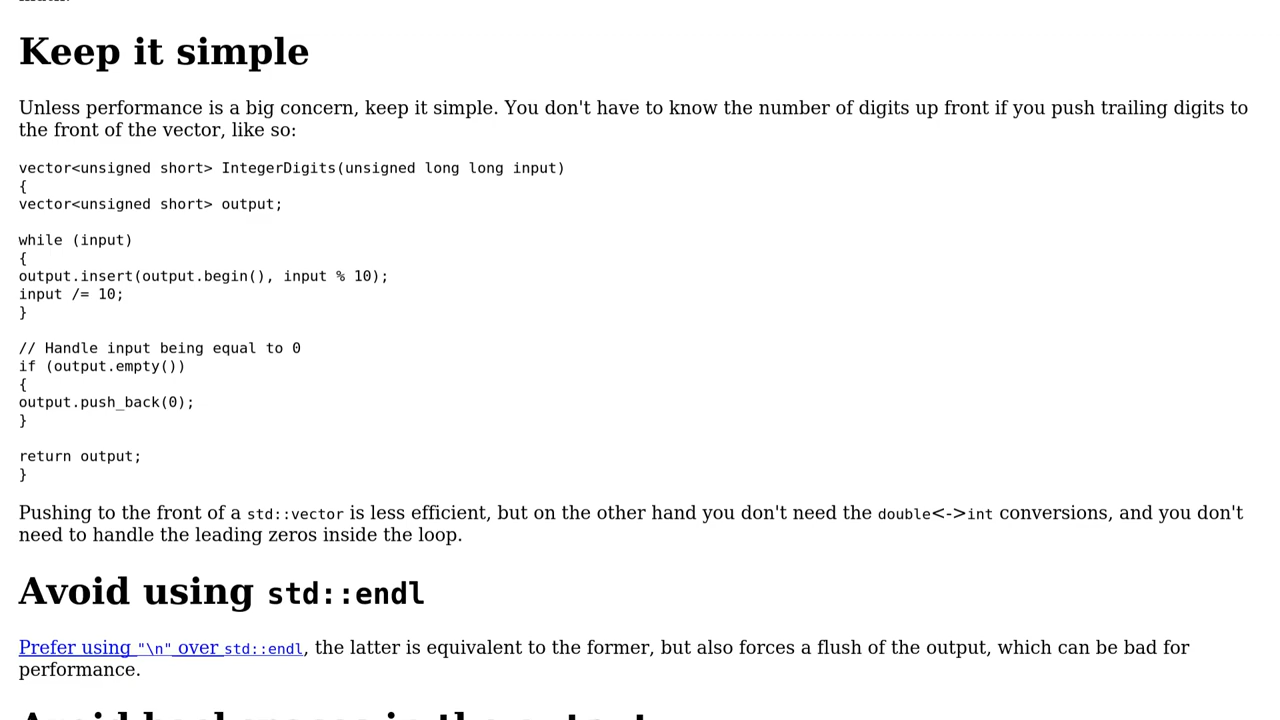 Keep it simple
Unless performance is a big concern, keep it simple. You don't have to know the number of digits up front if you push trailing digits to
the front of the vector, like so:
vector<unsigned short> IntegerDigits(unsigned long long input)
{
vector<unsigned short> output;
while (input)
{
output.insert(output.begin(), input % 10);
input /= 10;
}
// Handle input being equal to 0
if (output.empty())
{
output.push_back(0);
}
return output;
}
Pushing to the front of a std::vector is less efficient, but on the other hand you don't need the double<->int conversions, and you don't
need to handle the leading zeros inside the loop.
Avoid using std::endl
Prefer using "\n" over std::endl, the latter is equivalent to the former, but also forces a flush of the output, which can be bad for
performance.